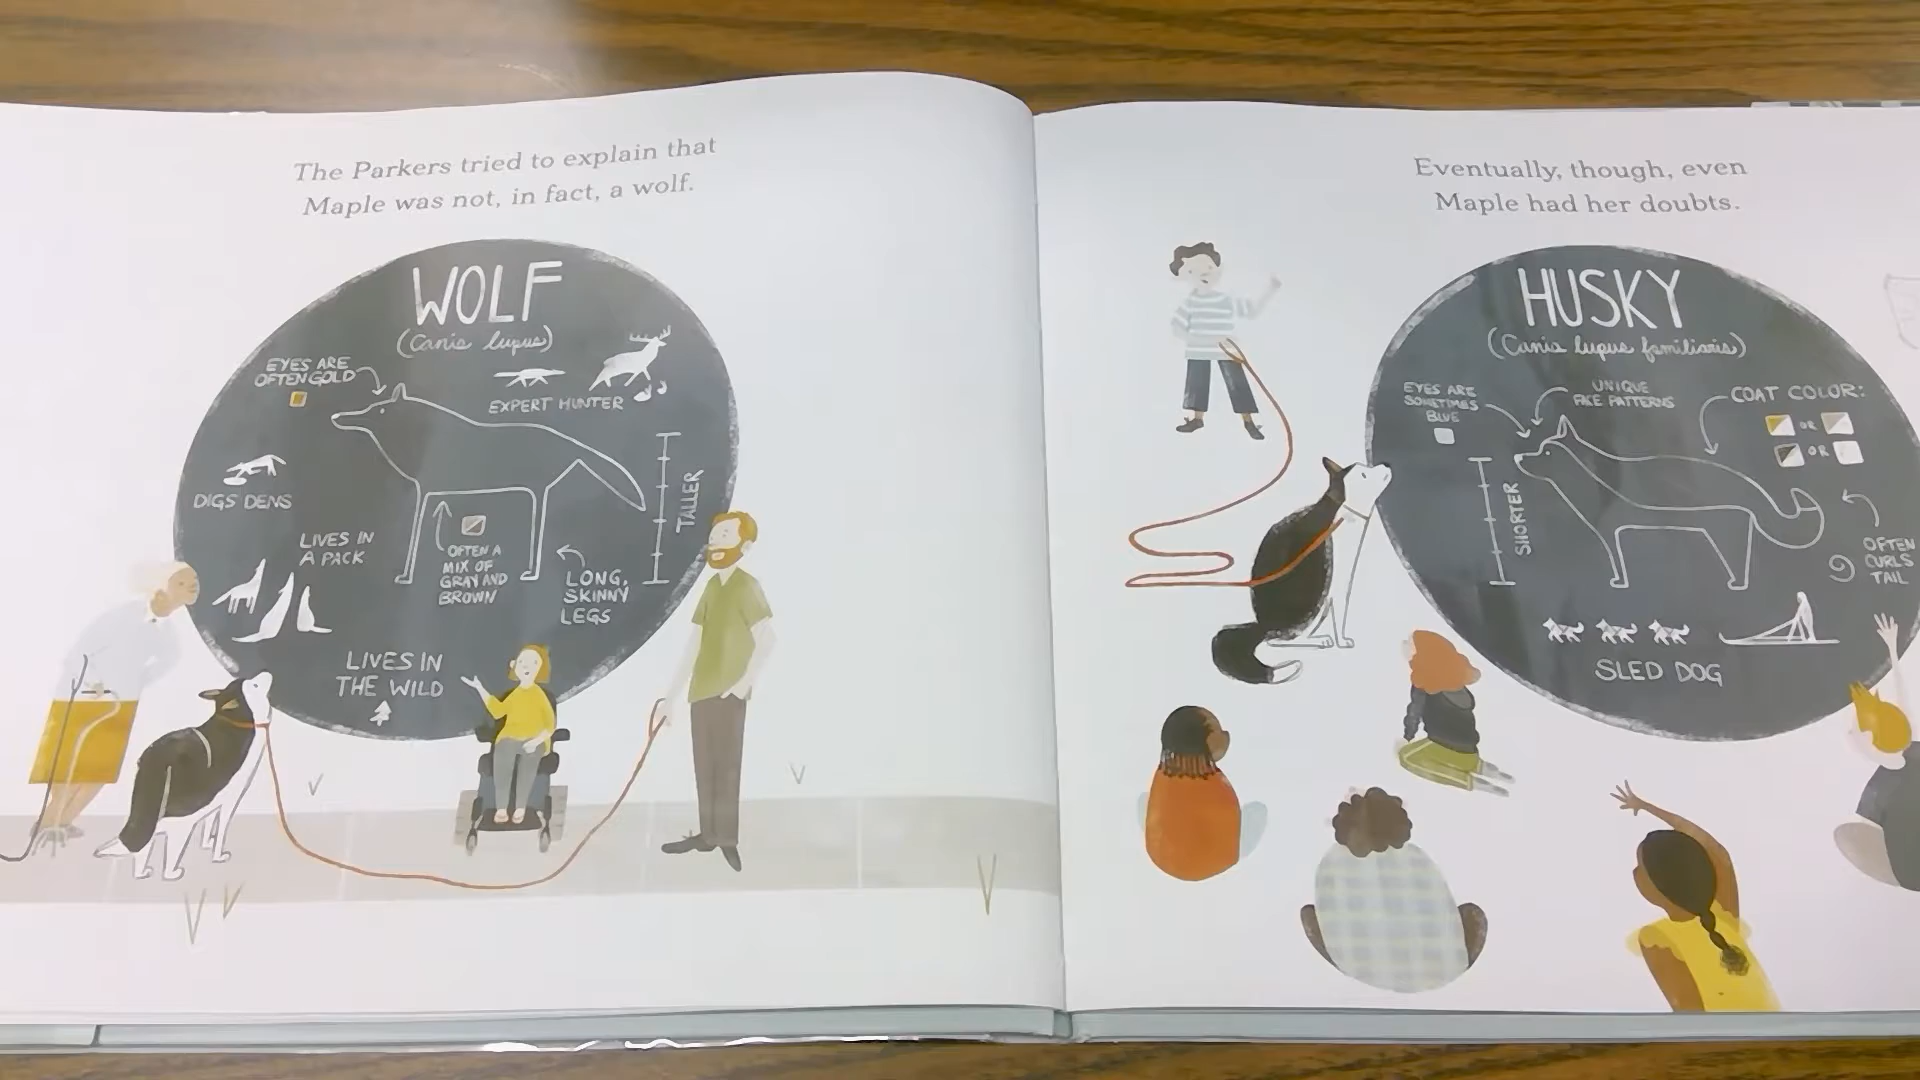 The Parkers tried to explain that
Maple was not, in fact, a wolf.
WOLF
(Canis lupus)
EYES ARE
OFTEN GOLD
EXPERT HUNTER
DIGS DENS
TALLER
LIVES IN
A PACK
OFTEN A
MIX OF
GRAY AND
BROWN
LONG,
SKINNY
LEGS
LIVES IN
THE WILD
Eventually, though, even
Maple had her doubts.
HUSKY
(Canis lupus familiaris)
EYES ARE
SOMETIMES
BLUE
UNIQUE
FACE PATTERNS
COAT COLOR:
OR
OR
SHORTER
OFTEN
CURLS
TAIL
SLED DOG